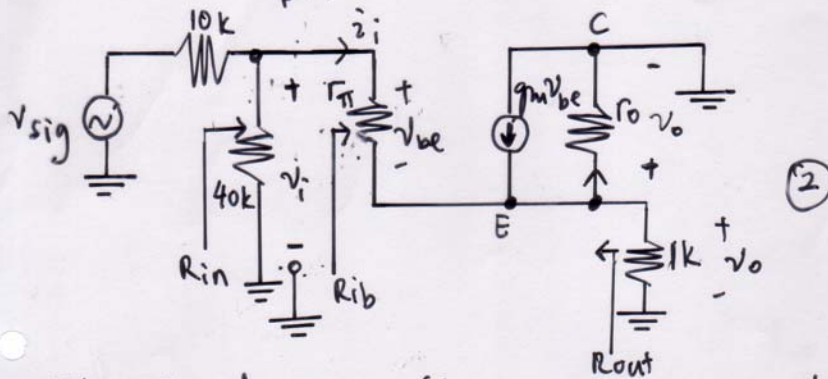 10k
i_i
C
+
-
v_sig
r_π
+
v_be
-
g_m v_be
r_o
v_o
+
40k
v_i
-
E
2
R_in
R_ib
1k
+
v_o
-
R_out